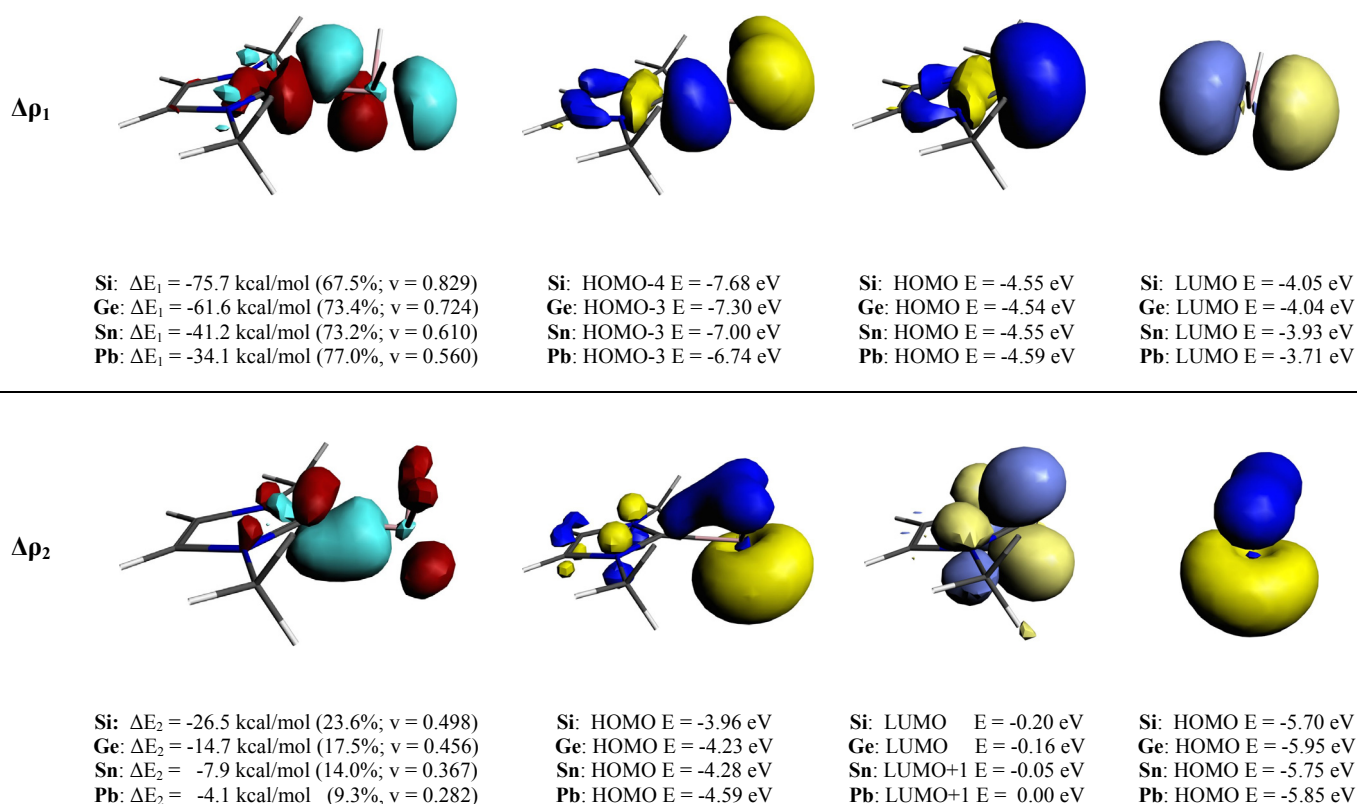 Δρ1
Si: ΔE1 = -75.7 kcal/mol (67.5%; v = 0.829)
Ge: ΔE1 = -61.6 kcal/mol (73.4%; v = 0.724)
Sn: ΔE1 = -41.2 kcal/mol (73.2%; v = 0.610)
Pb: ΔE1 = -34.1 kcal/mol (77.0%; v = 0.560)
Si: HOMO-4 E = -7.68 eV
Ge: HOMO-3 E = -7.30 eV
Sn: HOMO-3 E = -7.00 eV
Pb: HOMO-3 E = -6.74 eV
Si: HOMO E = -4.55 eV
Ge: HOMO E = -4.54 eV
Sn: HOMO E = -4.55 eV
Pb: HOMO E = -4.59 eV
Si: LUMO E = -4.05 eV
Ge: LUMO E = -4.04 eV
Sn: LUMO E = -3.93 eV
Pb: LUMO E = -3.71 eV
Δρ2
Si: ΔE2 = -26.5 kcal/mol (23.6%; v = 0.498)
Ge: ΔE2 = -14.7 kcal/mol (17.5%; v = 0.456)
Sn: ΔE2 = -7.9 kcal/mol (14.0%; v = 0.367)
Pb: ΔE2 = -4.1 kcal/mol (9.3%; v = 0.282)
Si: HOMO E = -3.96 eV
Ge: HOMO E = -4.23 eV
Sn: HOMO E = -4.28 eV
Pb: HOMO E = -4.59 eV
Si: LUMO E = -0.20 eV
Ge: LUMO E = -0.16 eV
Sn: LUMO+1 E = -0.05 eV
Pb: LUMO+1 E = 0.00 eV
Si: HOMO E = -5.70 eV
Ge: HOMO E = -5.95 eV
Sn: HOMO E = -5.75 eV
Pb: HOMO E = -5.85 eV